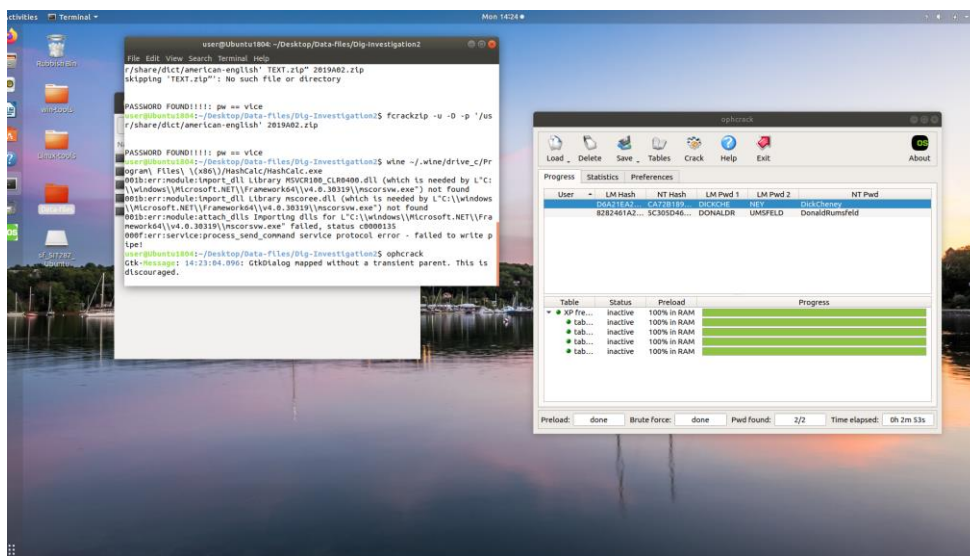 Activities Terminal
Mon 14:24
Rubbish Bin
win-tools
Linux-tools
Data-files
user@Ubuntu1804: ~/Desktop/Data-files/Dig-Investigation2
File Edit View Search Terminal Help
r/share/dict/american-english' TEXT.zip" 2019A02.zip
skipping 'TEXT.zip"': No such file or directory
PASSWORD FOUND!!!!: pw == vice
user@Ubuntu1804:~/Desktop/Data-files/Dig-Investigation2$ fcrackzip -u -D -p '/us
r/share/dict/american-english' 2019A02.zip
PASSWORD FOUND!!!!: pw == vice
user@Ubuntu1804:~/Desktop/Data-files/Dig-Investigation2$ wine ~/.wine/drive_c/Pr
ogram\ Files\ \(x86\)/HashCalc/HashCalc.exe
001b:err:module:import_dll Library MSVCR100_CLR0400.dll (which is needed by L"C:
\\windows\\Microsoft.NET\\Framework64\\v4.0.30319\\mscorsvw.exe") not found
001b:err:module:import_dll Library mscoree.dll (which is needed by L"C:\\windows
\\Microsoft.NET\\Framework64\\v4.0.30319\\mscorsvw.exe") not found
001b:err:module:attach_dlls Importing dlls for L"C:\\windows\\Microsoft.NET\\Fra
mework64\\v4.0.30319\\mscorsvw.exe" failed, status c0000135
000f:err:service:process_send_command service protocol error - failed to write p
ipe!
user@Ubuntu1804:~/Desktop/Data-files/Dig-Investigation2$ ophcrack
Gtk-Message: 14:23:04.096: GtkDialog mapped without a transient parent. This is
discouraged.
ophcrack
Load Delete Save Tables Crack Help Exit About
OS
Progress Statistics Preferences
User LM Hash NT Hash LM Pwd 1 LM Pwd 2 NT Pwd
D6A21EA2... CA72B189... DICKCHE NEY DickCheney
8282461A2... 5C305D46... DONALDR UMSFELD DonaldRumsfeld
Table Status Preload Progress
XP fre... inactive 100% in RAM
tab... inactive 100% in RAM
tab... inactive 100% in RAM
tab... inactive 100% in RAM
tab... inactive 100% in RAM
Preload: done Brute force: done Pwd found: 2/2 Time elapsed: 0h 2m 53s